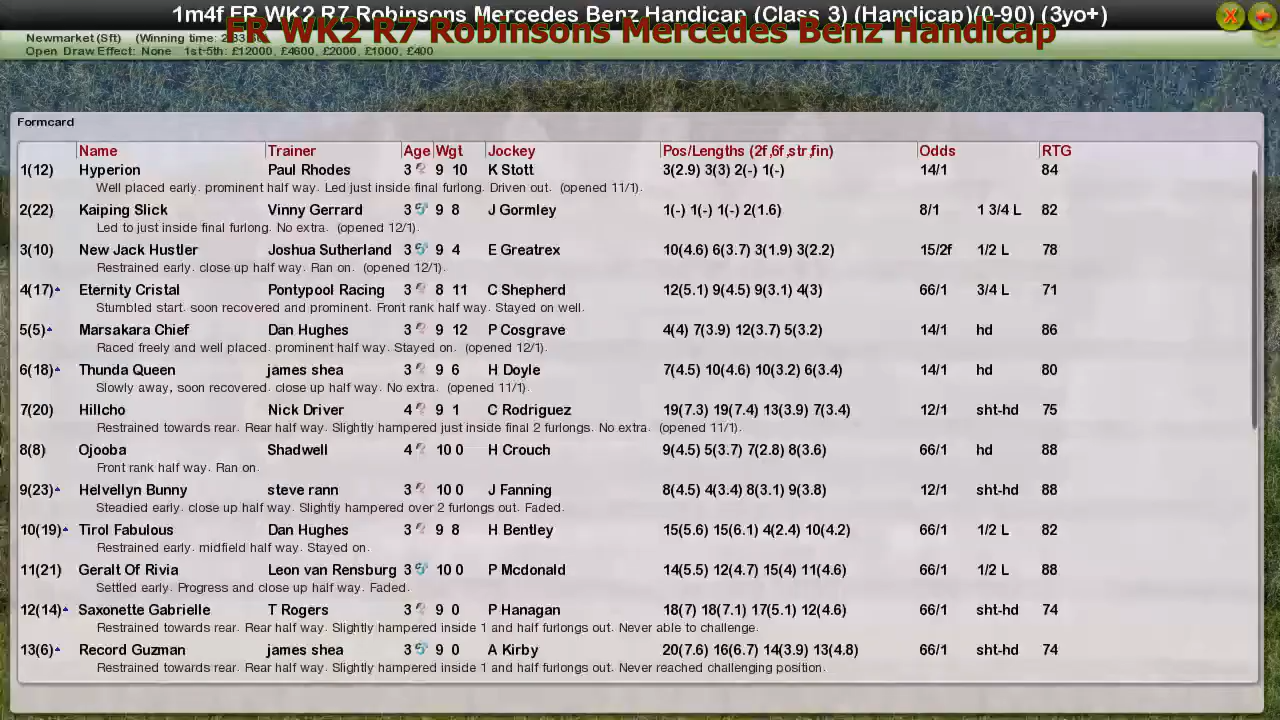 1m4f FR WK2 R7 Robinsons Mercedes Benz Handicap (Class 3) (Handicap)(0-90) (3yo+)
FR WK2 R7 Robinsons Mercedes Benz Handicap
Newmarket(Sft) (Winning time:
Open Draw Effect: None 1st-5th: £12000, £4600, £2000, £1000, £400
Formcard
Name Trainer Age Wgt Jockey Pos/Lengths (2f,6f,str,fin) Odds RTG
1(12) Hyperion Paul Rhodes 3 9 10 K Stott 3(2.9) 3(3) 2(-) 1(-) 14/1 84
Well placed early. prominent half way. Led just inside final furlong. Driven out. (opened 11/1).
2(22) Kaiping Slick Vinny Gerrard 3 9 8 J Gormley 1(-) 1(-) 1(-) 2(1.6) 8/1 1 3/4 L 82
Led to just inside final furlong. No extra. (opened 12/1).
3(10) New Jack Hustler Joshua Sutherland 3 9 4 E Greatrex 10(4.6) 6(3.7) 3(1.9) 3(2.2) 15/2f 1/2 L 78
Restrained early. close up half way. Ran on. (opened 12/1).
4(17) Eternity Cristal Pontypool Racing 3 8 11 C Shepherd 12(5.1) 9(4.5) 9(3.1) 4(3) 66/1 3/4 L 71
Stumbled start. soon recovered and prominent. Front rank half way. Stayed on well.
5(5) Marsakara Chief Dan Hughes 3 9 12 P Cosgrave 4(4) 7(3.9) 12(3.7) 5(3.2) 14/1 hd 86
Raced freely and well placed. prominent half way. Stayed on. (opened 12/1).
6(18) Thunda Queen james shea 3 9 6 H Doyle 7(4.5) 10(4.6) 10(3.2) 6(3.4) 14/1 hd 80
Slowly away, soon recovered. close up half way. No extra. (opened 11/1).
7(20) Hillcho Nick Driver 4 9 1 C Rodriguez 19(7.3) 19(7.4) 13(3.9) 7(3.4) 12/1 sht-hd 75
Restrained towards rear. Rear half way. Slightly hampered just inside final 2 furlongs. No extra. (opened 11/1).
8(8) Ojooba Shadwell 4 10 0 H Crouch 9(4.5) 5(3.7) 7(2.8) 8(3.6) 66/1 hd 88
Front rank half way. Ran on.
9(23) Helvellyn Bunny steve rann 3 10 0 J Fanning 8(4.5) 4(3.4) 8(3.1) 9(3.8) 12/1 sht-hd 88
Steadied early. close up half way. Slightly hampered over 2 furlongs out. Faded.
10(19) Tirol Fabulous Dan Hughes 3 9 8 H Bentley 15(5.6) 15(6.1) 4(2.4) 10(4.2) 66/1 1/2 L 82
Restrained early. midfield half way. Stayed on.
11(21) Geralt Of Rivia Leon van Rensburg 3 10 0 P Mcdonald 14(5.5) 12(4.7) 15(4) 11(4.6) 66/1 1/2 L 88
Settled early. Progress and close up half way. Faded.
12(14) Saxonette Gabrielle T Rogers 3 9 0 P Hanagan 18(7) 18(7.1) 17(5.1) 12(4.6) 66/1 sht-hd 74
Restrained towards rear. Rear half way. Slightly hampered inside 1 and half furlongs out. Never able to challenge.
13(6) Record Guzman james shea 3 9 0 A Kirby 20(7.6) 16(6.7) 14(3.9) 13(4.8) 66/1 sht-hd 74
Restrained towards rear. Rear half way. Slightly hampered inside 1 and half furlongs out. Never reached challenging position.